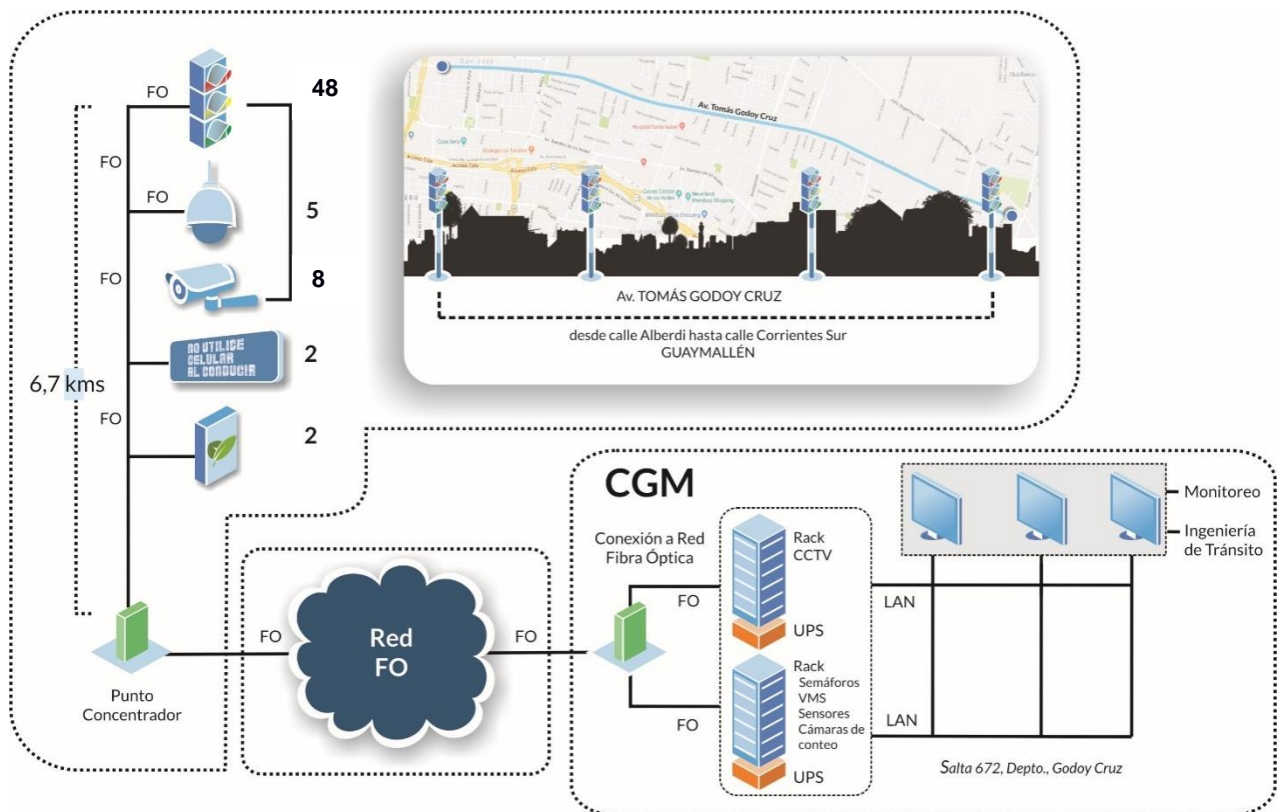 48
FO
FO
FO
5
FO
8
FO
NO UTILICE
CELULAR
AL CONDUCIR
2
6,7 kms
FO
2
Av. Tomás Godoy Cruz
Av. TOMÁS GODOY CRUZ
desde calle Alberdi hasta calle Corrientes Sur
GUAYMALLÉN
Punto
Concentrador
FO
Red
FO
FO
CGM
Conexión a Red
Fibra Óptica
FO
FO
Rack
CCTV
UPS
Rack
Semáforos
VMS
Sensores
Cámaras de
conteo
UPS
LAN
LAN
Monitoreo
Ingeniería
de Tránsito
Salta 672, Depto., Godoy Cruz